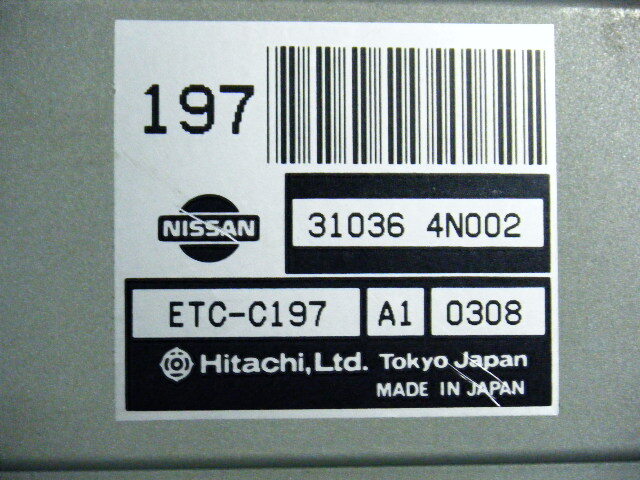 197
NISSAN
31036 4N002
ETC-C197 A1 0308
Hitachi, Ltd. Tokyo Japan
MADE IN JAPAN